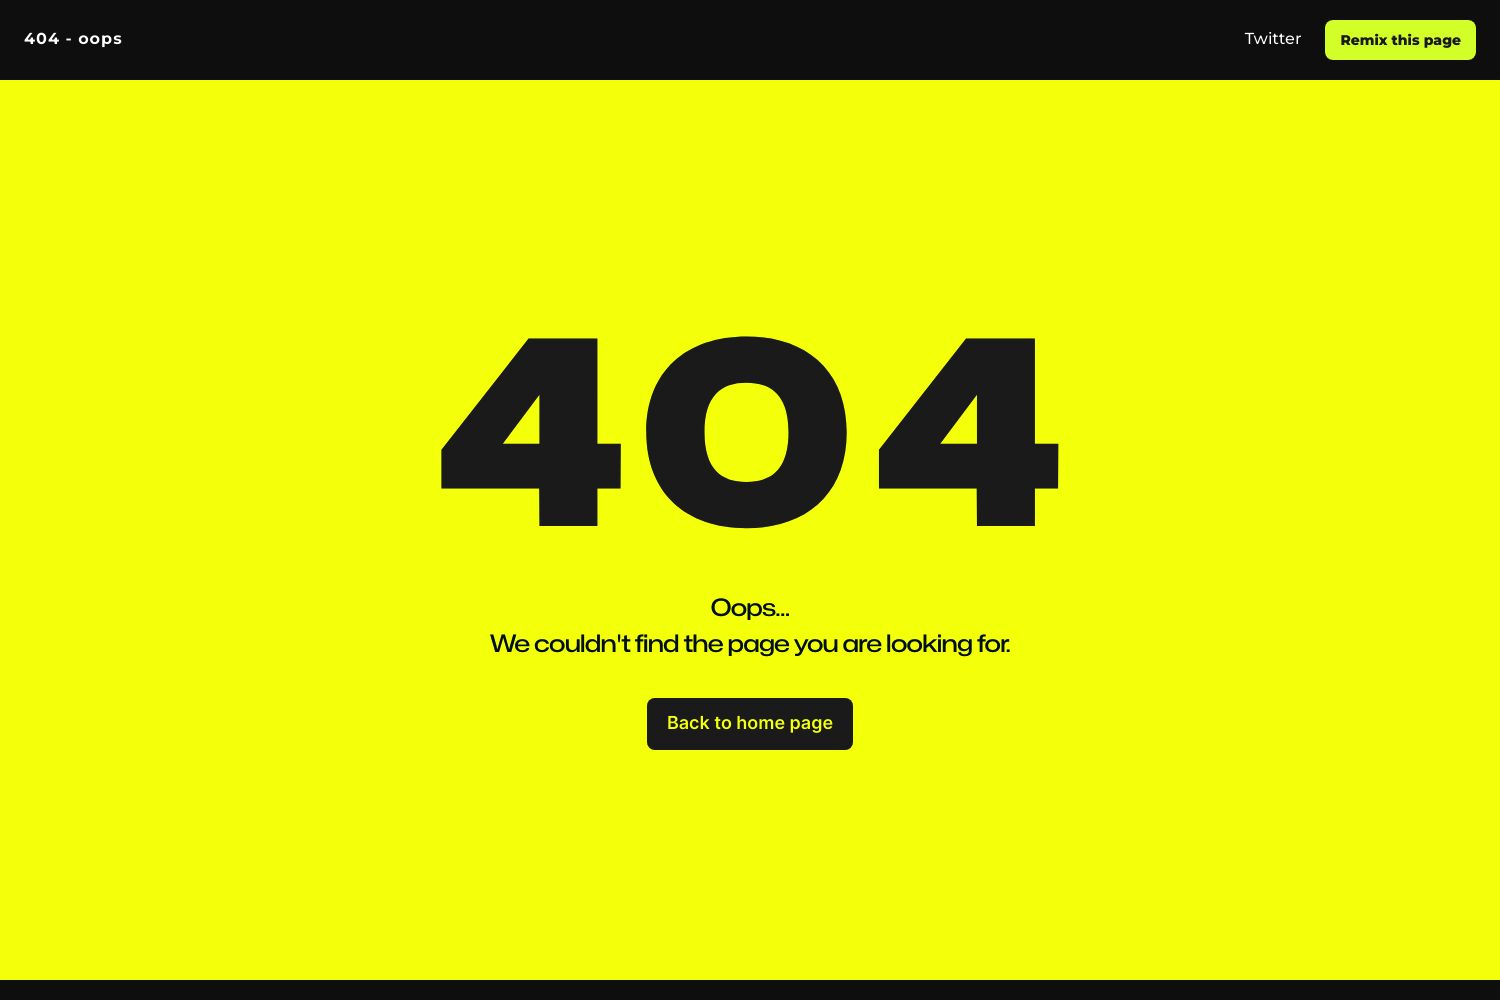 404 - oops
Twitter
Remix this page
404
Oops...
We couldn't find the page you are looking for.
Back to home page